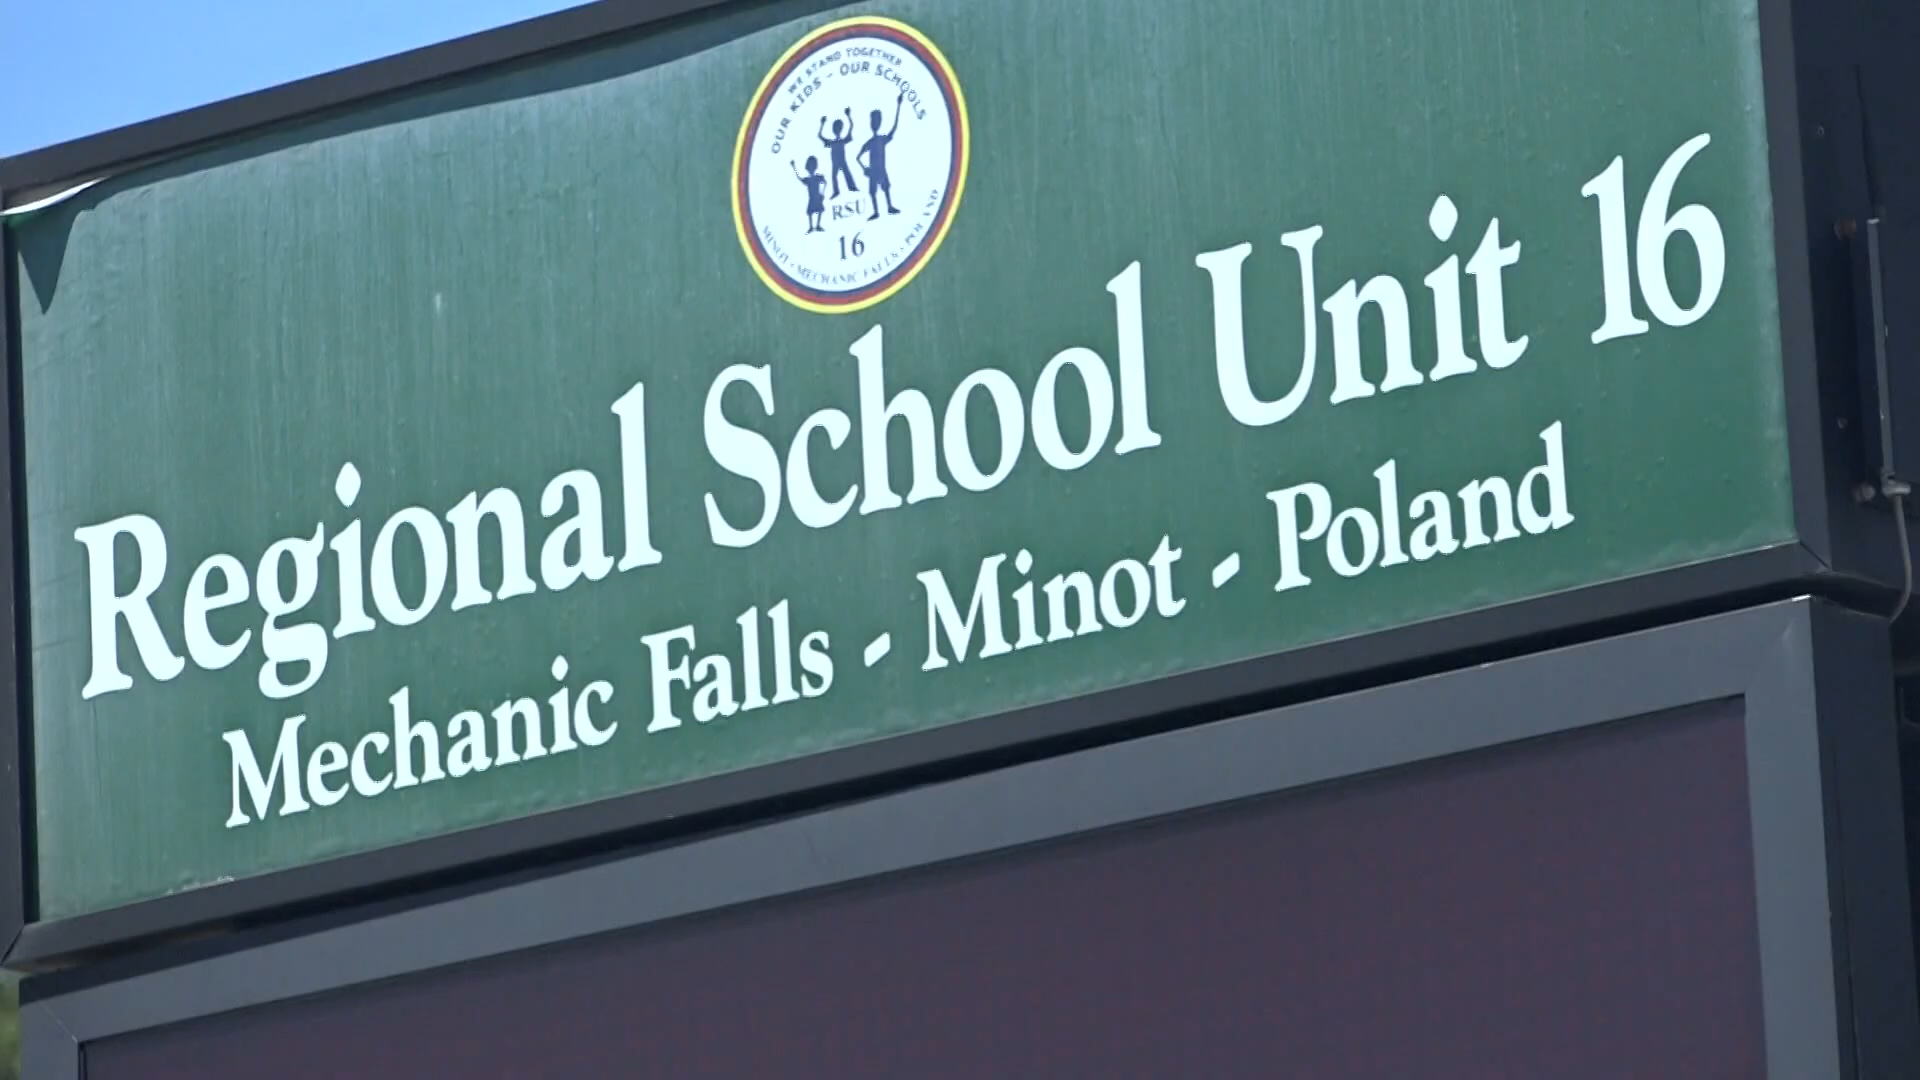 WE STAND TOGETHER
OUR KIDS - OUR SCHOOLS
RSU
16
MINOT - MECHANIC FALLS - POLAND
Regional School Unit 16
Mechanic Falls - Minot - Poland